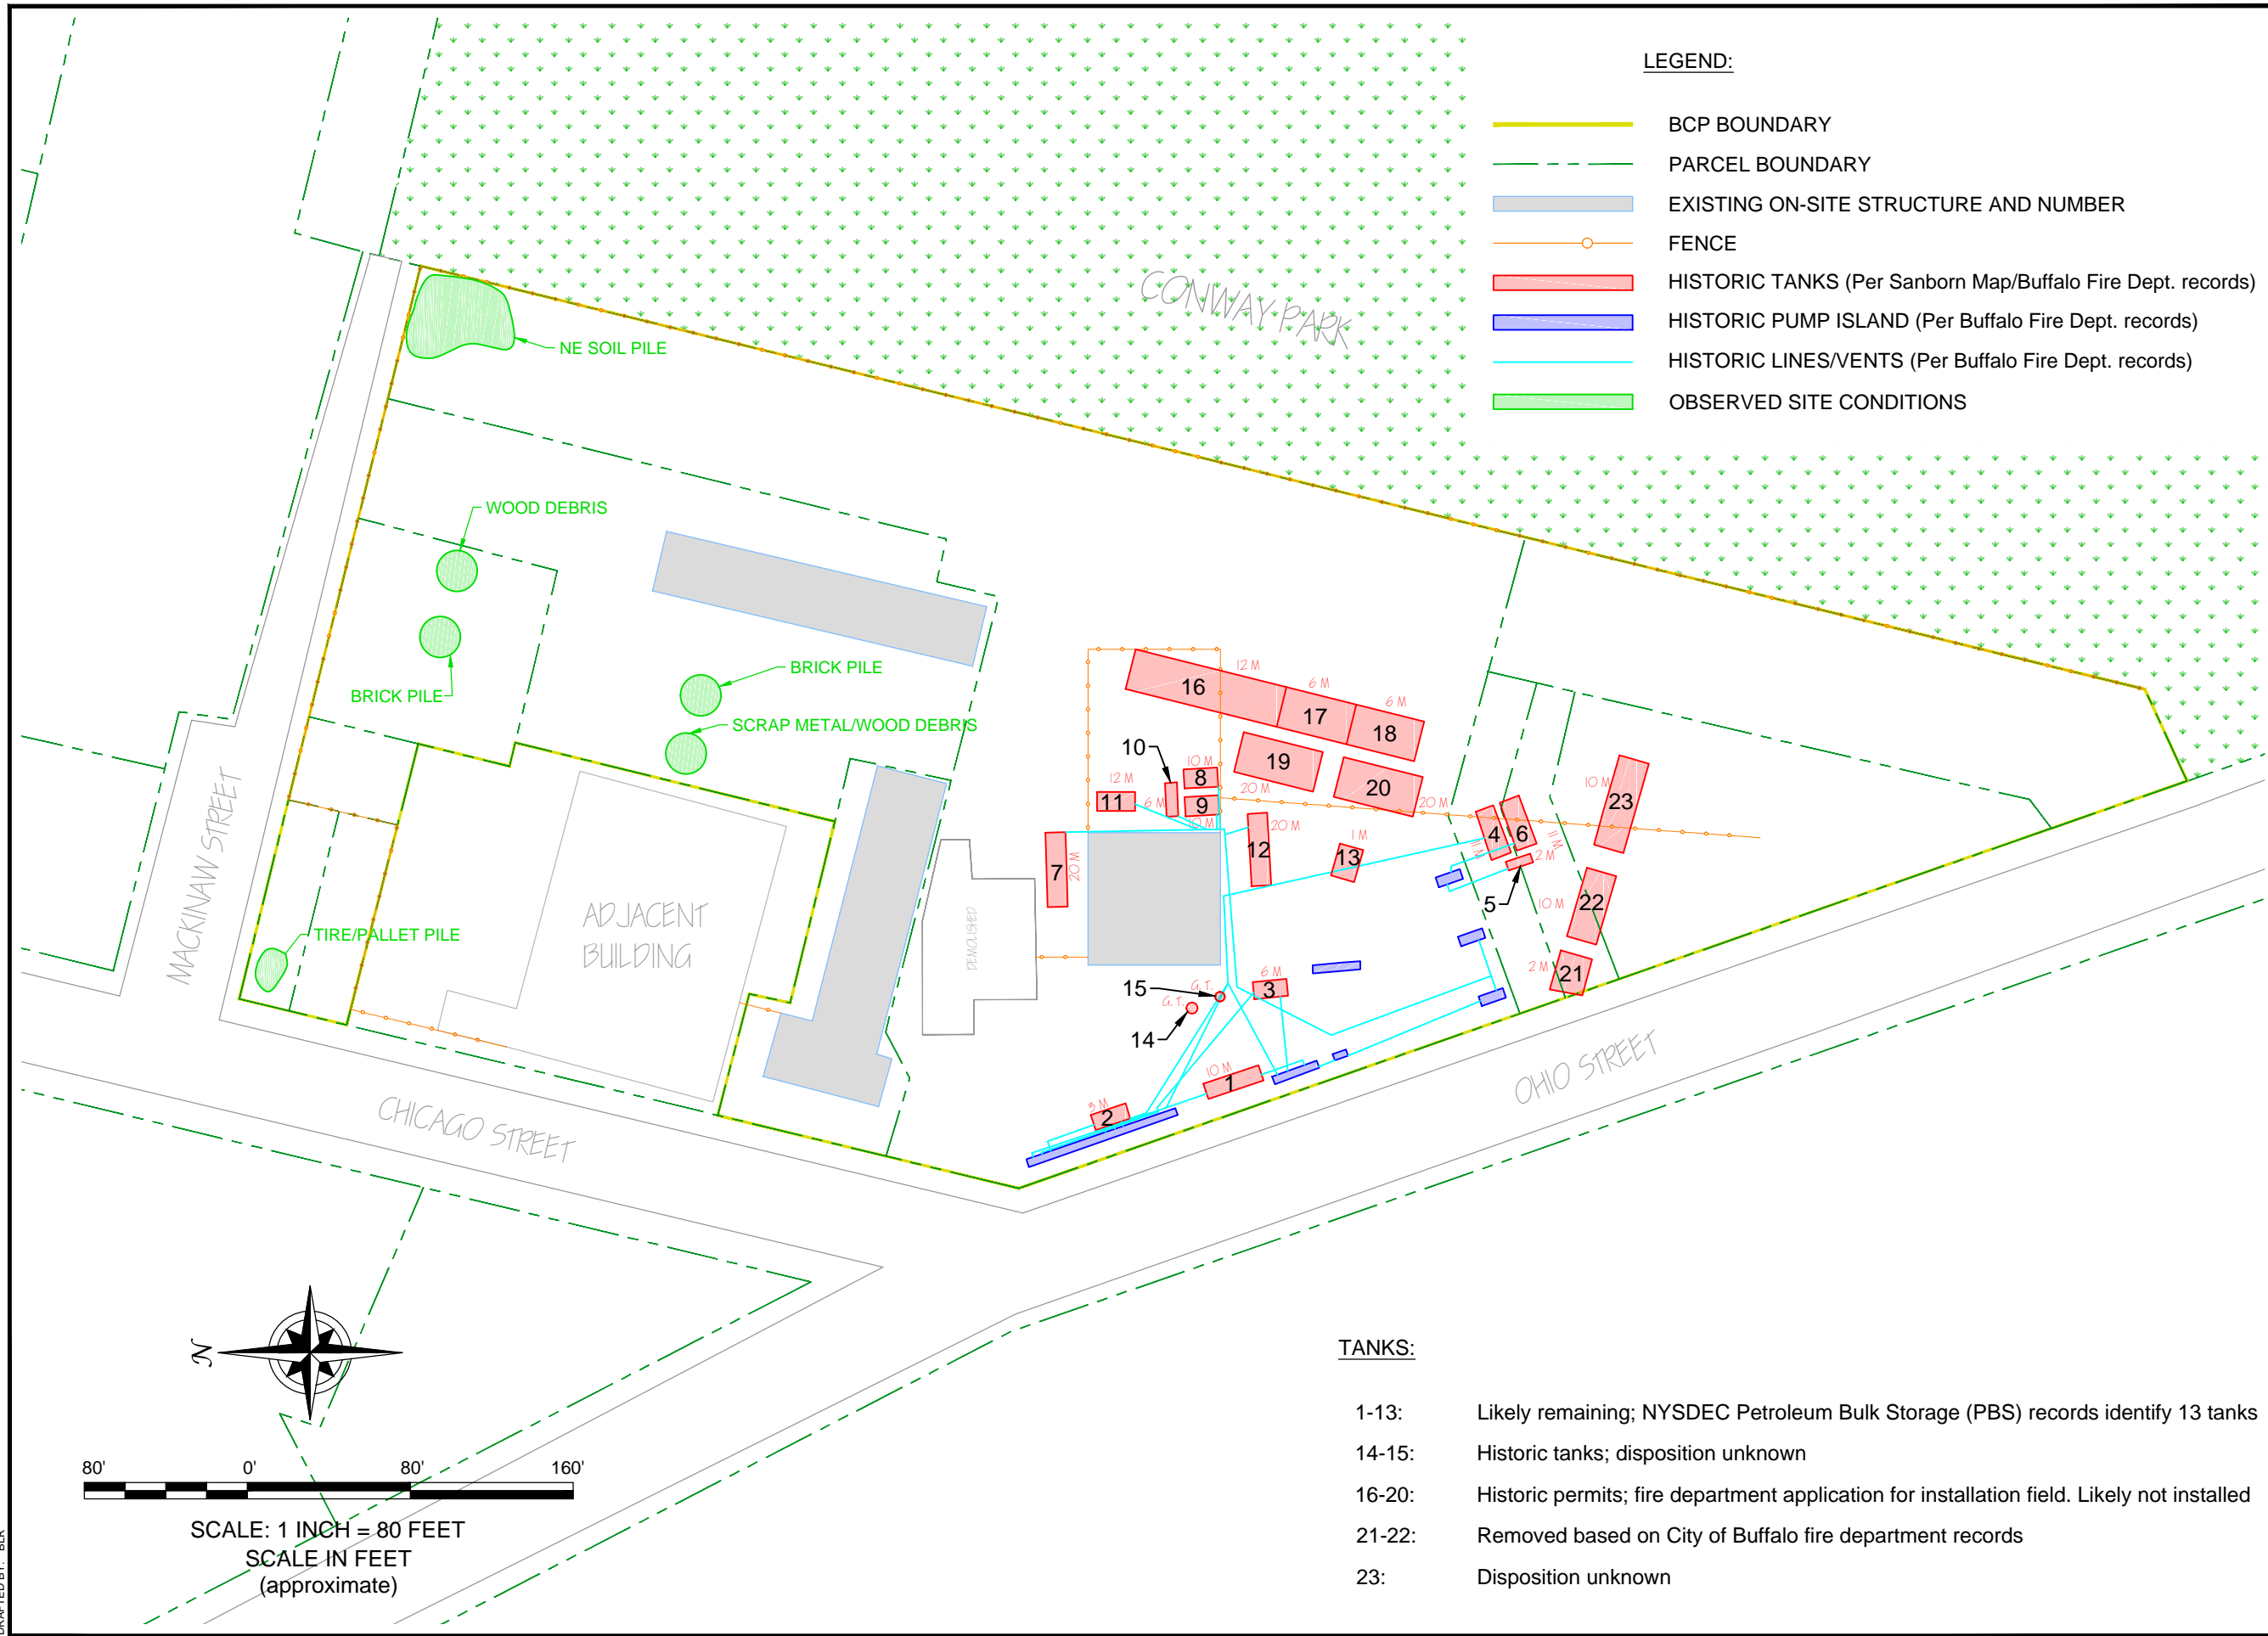 LEGEND:
BCP BOUNDARY
PARCEL BOUNDARY
EXISTING ON-SITE STRUCTURE AND NUMBER
FENCE
HISTORIC TANKS (Per Sanborn Map/Buffalo Fire Dept. records)
HISTORIC PUMP ISLAND (Per Buffalo Fire Dept. records)
HISTORIC LINES/VENTS (Per Buffalo Fire Dept. records)
OBSERVED SITE CONDITIONS
CONWAY PARK
NE SOIL PILE
WOOD DEBRIS
BRICK PILE
BRICK PILE
SCRAP METAL/WOOD DEBRIS
TIRE/PALLET PILE
MACKINAW STREET
ADJACENT
BUILDING
DEMOLISHED
CHICAGO STREET
OHIO STREET
16
12 M
17
6 M
18
6 M
19
20 M
20
20 M
10
6 M
8
10 M
9
10 M
11
12 M
7
20 M
12
20 M
13
1 M
4
11 M
6
11 M
5
2 M
23
10 M
22
10 M
21
2 M
15
G.T.
14
G.T.
3
6 M
1
10 M
2
3 M
N
80' 0' 80' 160'
SCALE: 1 INCH = 80 FEET
SCALE IN FEET
(approximate)
TANKS:
1-13: Likely remaining; NYSDEC Petroleum Bulk Storage (PBS) records identify 13 tanks
14-15: Historic tanks; disposition unknown
16-20: Historic permits; fire department application for installation field. Likely not installed
21-22: Removed based on City of Buffalo fire department records
23: Disposition unknown
DRAFTED BY: BLR